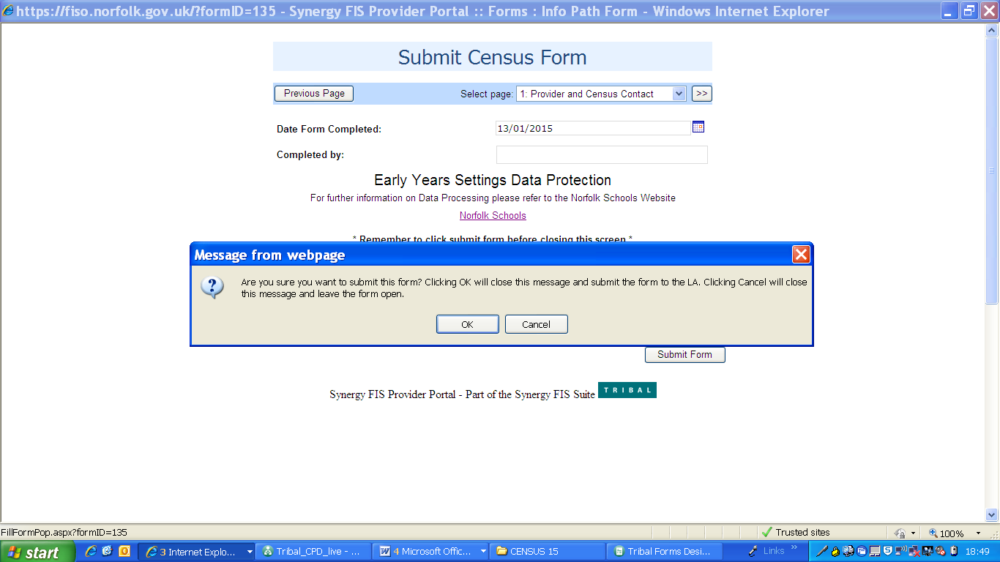 https://fiso.norfolk.gov.uk/?formID=135 - Synergy FIS Provider Portal :: Forms : Info Path Form - Windows Internet Explorer
Submit Census Form
Previous Page Select page: 1: Provider and Census Contact >>
Date Form Completed: 13/01/2015
Completed by:
Early Years Settings Data Protection
For further information on Data Processing please refer to the Norfolk Schools Website
Norfolk Schools
* Remember to click submit form before closing this screen *
Message from webpage
Are you sure you want to submit this form? Clicking OK will close this message and submit the form to the LA. Clicking Cancel will close
this message and leave the form open.
OK Cancel
Submit Form
Synergy FIS Provider Portal - Part of the Synergy FIS Suite TRIBAL
FillFormPop.aspx?formID=135 Trusted sites 100%
start 3 Internet Explo... Tribal_CPD_live - ... 4 Microsoft Offic... CENSUS 15 Tribal Forms Desi... Links » 18:49